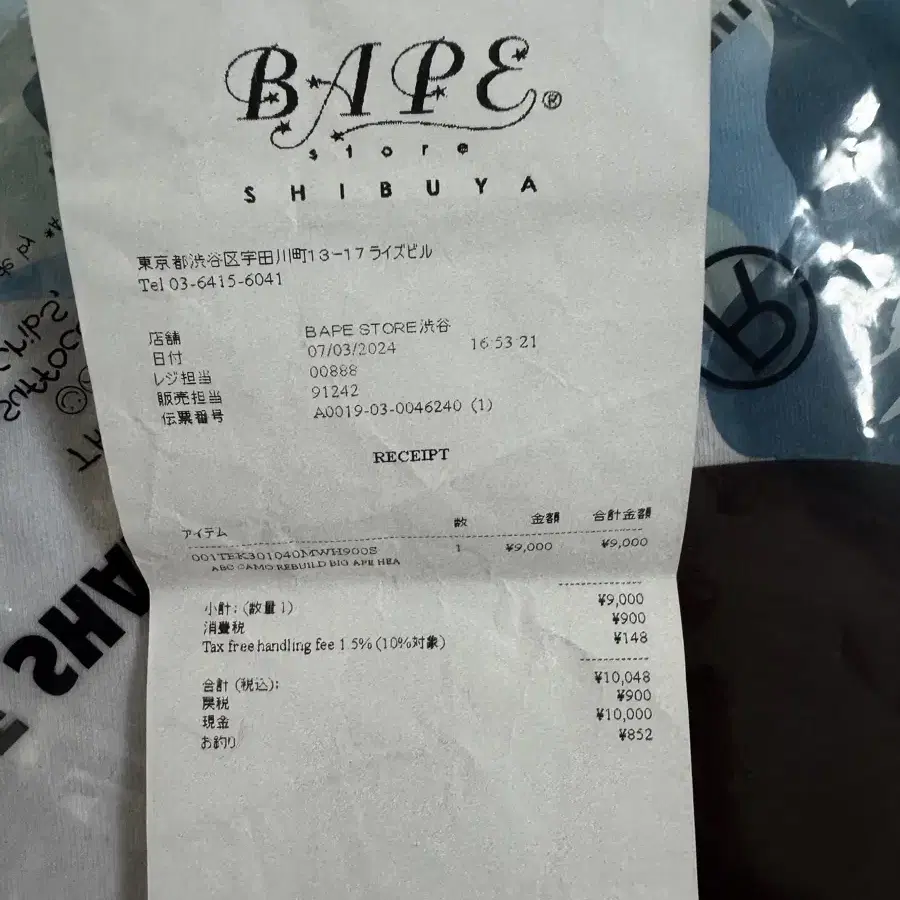 BAPE®
store
SHIBUYA
東京都渋谷区宇田川町13-17 ライズビル
Tel 03-6415-6041
店舗 BAPE STORE渋谷
日付 07/03/2024 16:53:21
レジ担当 00888
販売担当 91242
伝票番号 A0019-03-0046240 (1)
RECEIPT
アイテム 数 金額 合計金額
001TEK301040MWH900S 1 ¥9,000 ¥9,000
ABC CAMO REBUILD BIG APE HEA
小計: (数量 1) ¥9,000
消費税 ¥900
Tax free handling fee 1.5% (10%対象) ¥148
合計 (税込): ¥10,048
戻税 ¥900
現金 ¥10,000
お釣り ¥852
R